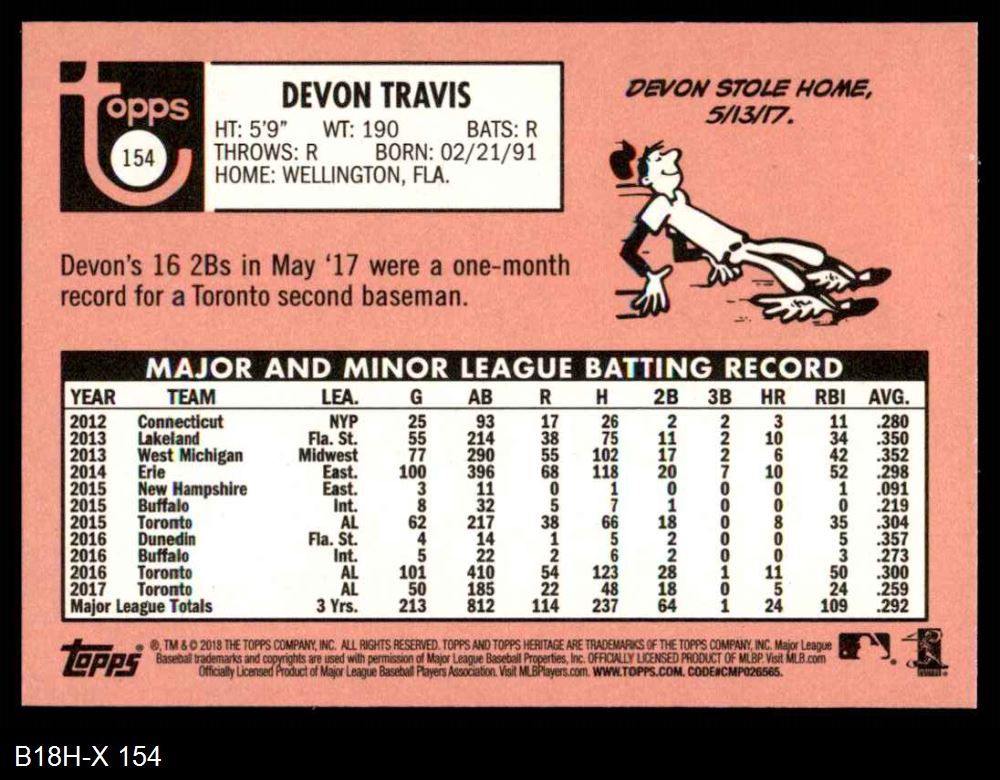 topps
154
DEVON TRAVIS
HT: 5'9" WT: 190 BATS: R
THROWS: R BORN: 02/21/91
HOME: WELLINGTON, FLA.
DEVON STOLE HOME,
5/13/17.
Devon's 16 2Bs in May '17 were a one-month
record for a Toronto second baseman.
MAJOR AND MINOR LEAGUE BATTING RECORD
YEAR TEAM LEA. G AB R H 2B 3B HR RBI AVG.
2012 Connecticut NYP 25 93 17 26 2 2 3 11 .280
2013 Lakeland Fla. St. 55 214 38 75 11 2 10 34 .350
2013 West Michigan Midwest 77 290 55 102 17 2 6 42 .352
2014 Erie East. 100 396 68 118 20 7 10 52 .298
2015 New Hampshire East. 3 11 0 1 0 0 0 1 .091
2015 Buffalo Int. 8 32 5 7 1 0 0 0 .219
2015 Toronto AL 62 217 38 66 18 0 8 35 .304
2016 Dunedin Fla. St. 4 14 1 5 2 0 0 5 .357
2016 Buffalo Int. 5 22 2 6 2 0 0 3 .273
2016 Toronto AL 101 410 54 123 28 1 11 50 .300
2017 Toronto AL 50 185 22 48 18 0 5 24 .259
Major League Totals 3 Yrs. 213 812 114 237 64 1 24 109 .292
topps
®, TM & © 2018 THE TOPPS COMPANY, INC. ALL RIGHTS RESERVED. TOPPS AND TOPPS HERITAGE ARE TRADEMARKS OF THE TOPPS COMPANY, INC. Major League
Baseball trademarks and copyrights are used with permission of Major League Baseball Properties, Inc. OFFICIALLY LICENSED PRODUCT OF MLBP. Visit MLB.com
Officially Licensed Product of Major League Baseball Players Association. Visit MLBPlayers.com. WWW.TOPPS.COM. CODE#CMP026565.
B18H-X 154